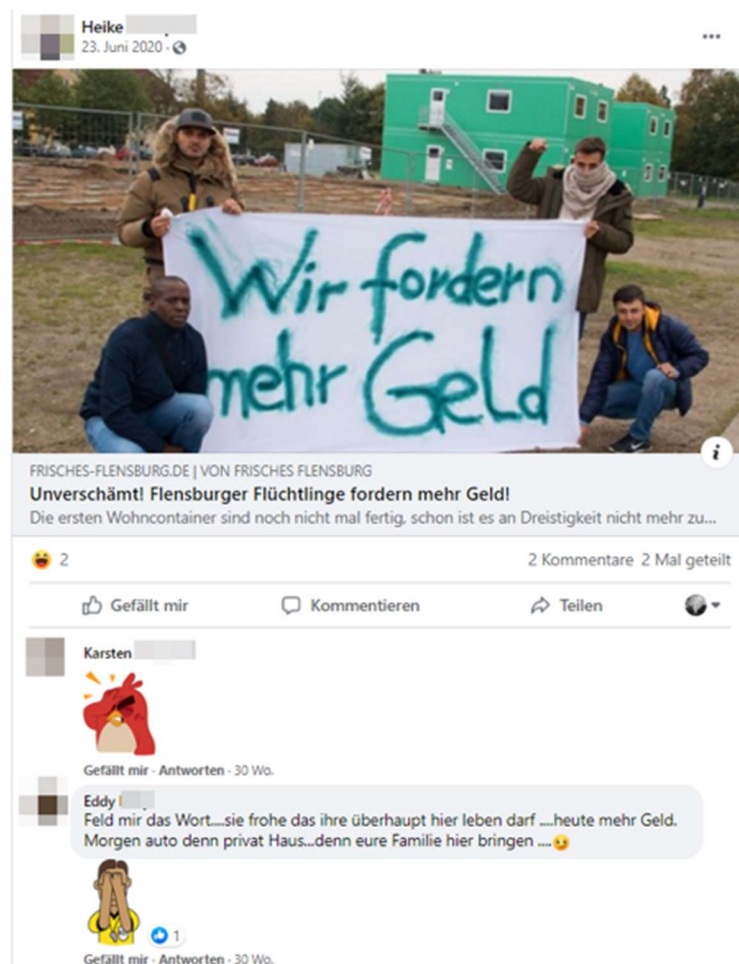 Heike
23. Juni 2020 ·
Wir fordern
mehr Geld
FRISCHES-FLENSBURG.DE | VON FRISCHES FLENSBURG
Unverschämt! Flensburger Flüchtlinge fordern mehr Geld!
Die ersten Wohncontainer sind noch nicht mal fertig, schon ist es an Dreistigkeit nicht mehr zu...
2
2 Kommentare 2 Mal geteilt
Gefällt mir Kommentieren Teilen
Karsten
Gefällt mir · Antworten · 30 Wo.
Eddy
Feld mir das Wort....sie frohe das ihre überhaupt hier leben darf ....heute mehr Geld.
Morgen auto denn privat Haus...denn eure Familie hier bringen ....
1
Gefällt mir · Antworten · 30 Wo.